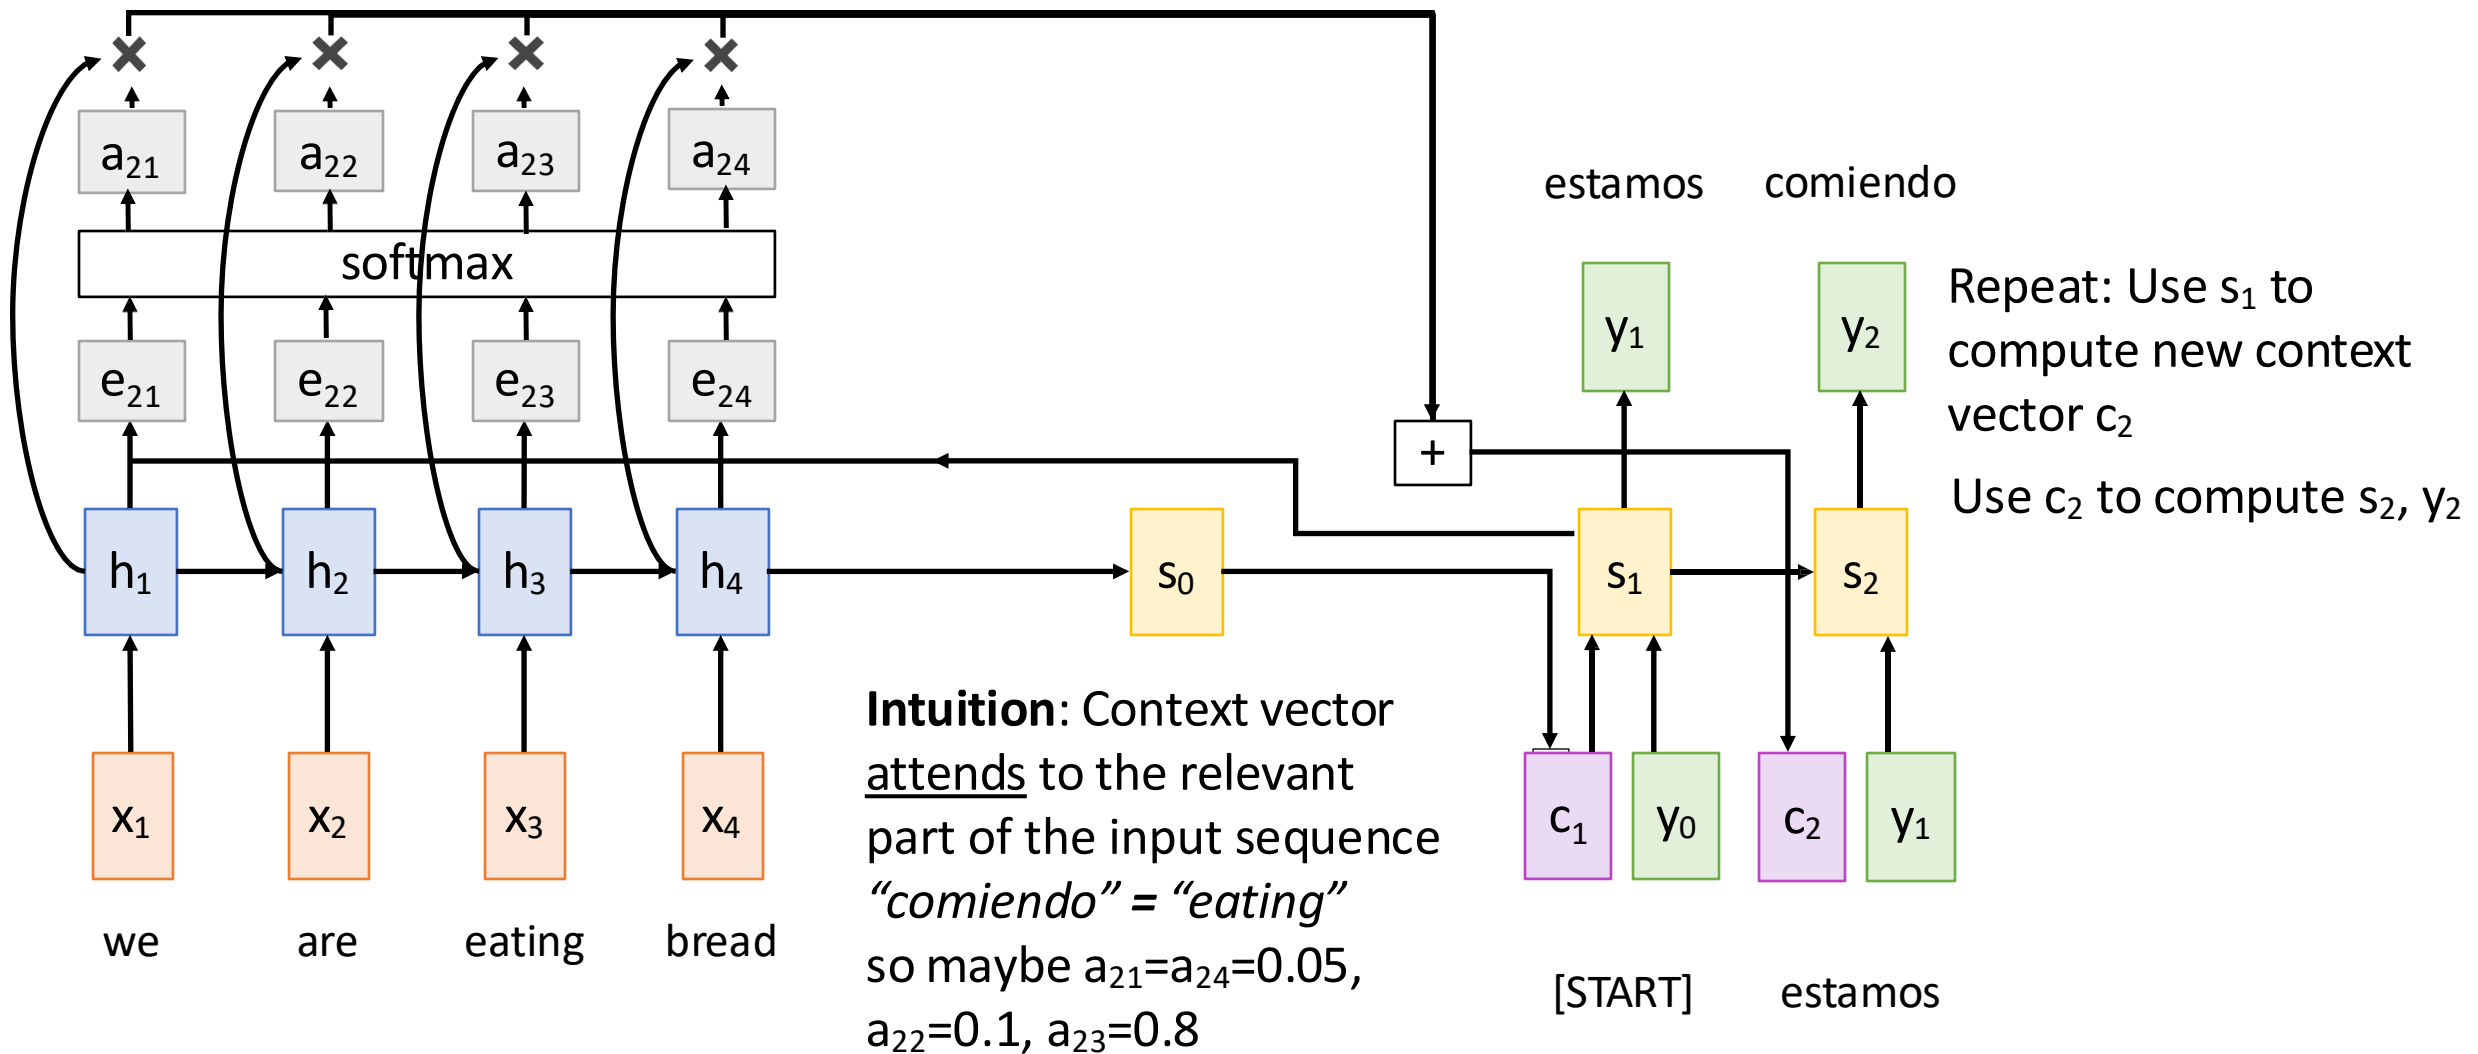 a₂₁ a₂₂ a₂₃ a₂₄
softmax
e₂₁ e₂₂ e₂₃ e₂₄
h₁ h₂ h₃ h₄
x₁ x₂ x₃ x₄
we are eating bread
s₀
+
estamos comiendo
y₁ y₂
s₁ s₂
c₁ y₀ c₂ y₁
[START] estamos
Repeat: Use s₁ to
compute new context
vector c₂
Use c₂ to compute s₂, y₂
Intuition: Context vector
attends to the relevant
part of the input sequence
“comiendo” = “eating”
so maybe a₂₁=a₂₄=0.05,
a₂₂=0.1, a₂₃=0.8